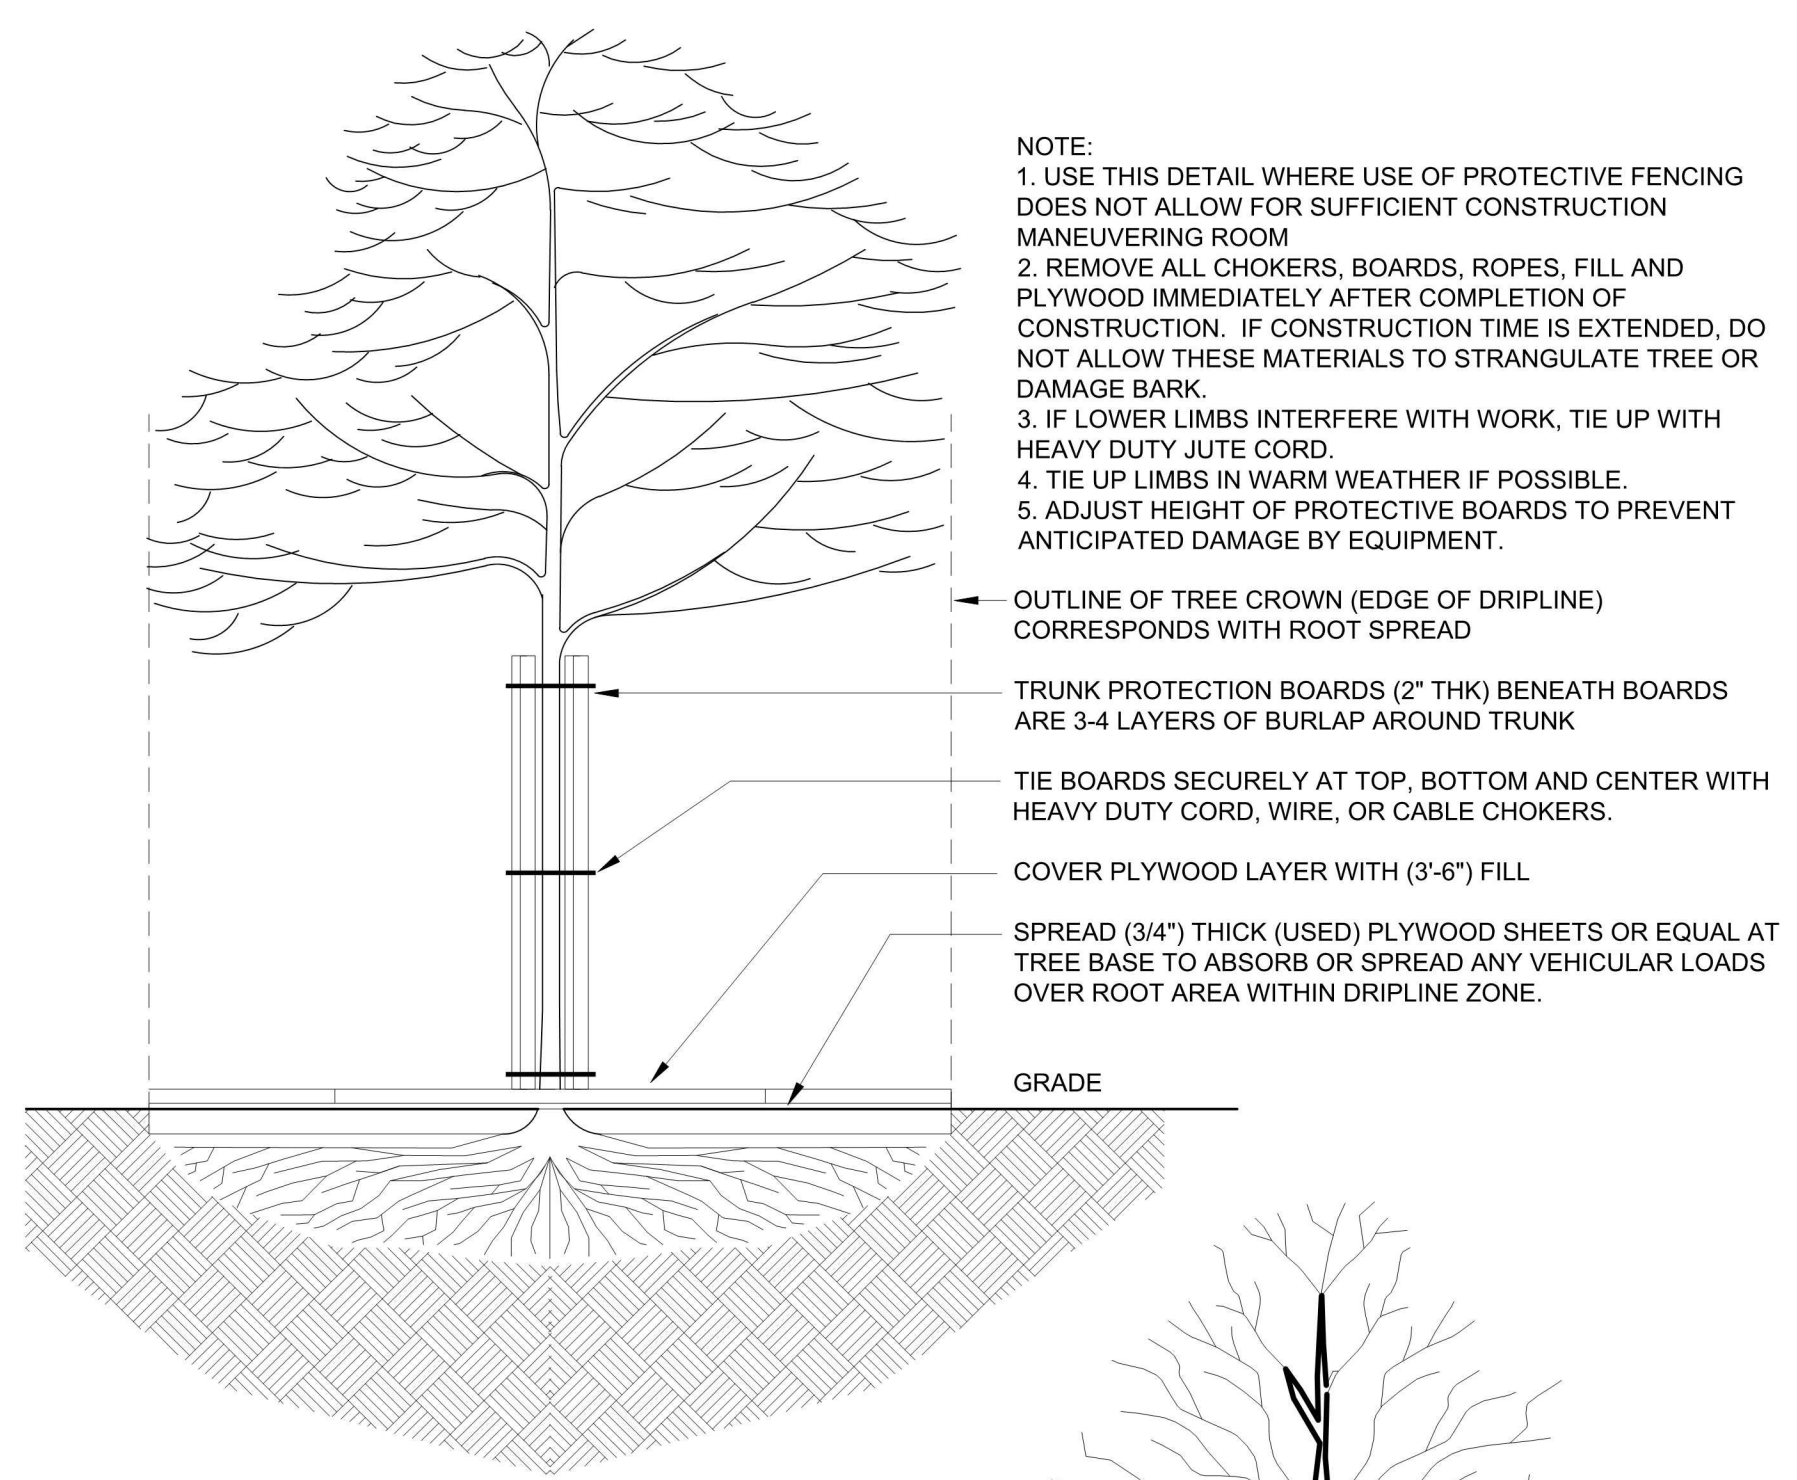 NOTE:
1. USE THIS DETAIL WHERE USE OF PROTECTIVE FENCING
DOES NOT ALLOW FOR SUFFICIENT CONSTRUCTION
MANEUVERING ROOM
2. REMOVE ALL CHOKERS, BOARDS, ROPES, FILL AND
PLYWOOD IMMEDIATELY AFTER COMPLETION OF
CONSTRUCTION.  IF CONSTRUCTION TIME IS EXTENDED, DO
NOT ALLOW THESE MATERIALS TO STRANGULATE TREE OR
DAMAGE BARK.
3. IF LOWER LIMBS INTERFERE WITH WORK, TIE UP WITH
HEAVY DUTY JUTE CORD.
4. TIE UP LIMBS IN WARM WEATHER IF POSSIBLE.
5. ADJUST HEIGHT OF PROTECTIVE BOARDS TO PREVENT
ANTICIPATED DAMAGE BY EQUIPMENT.
OUTLINE OF TREE CROWN (EDGE OF DRIPLINE)
CORRESPONDS WITH ROOT SPREAD
TRUNK PROTECTION BOARDS (2" THK) BENEATH BOARDS
ARE 3-4 LAYERS OF BURLAP AROUND TRUNK
TIE BOARDS SECURELY AT TOP, BOTTOM AND CENTER WITH
HEAVY DUTY CORD, WIRE, OR CABLE CHOKERS.
COVER PLYWOOD LAYER WITH (3'-6") FILL
SPREAD (3/4") THICK (USED) PLYWOOD SHEETS OR EQUAL AT
TREE BASE TO ABSORB OR SPREAD ANY VEHICULAR LOADS
OVER ROOT AREA WITHIN DRIPLINE ZONE.
GRADE